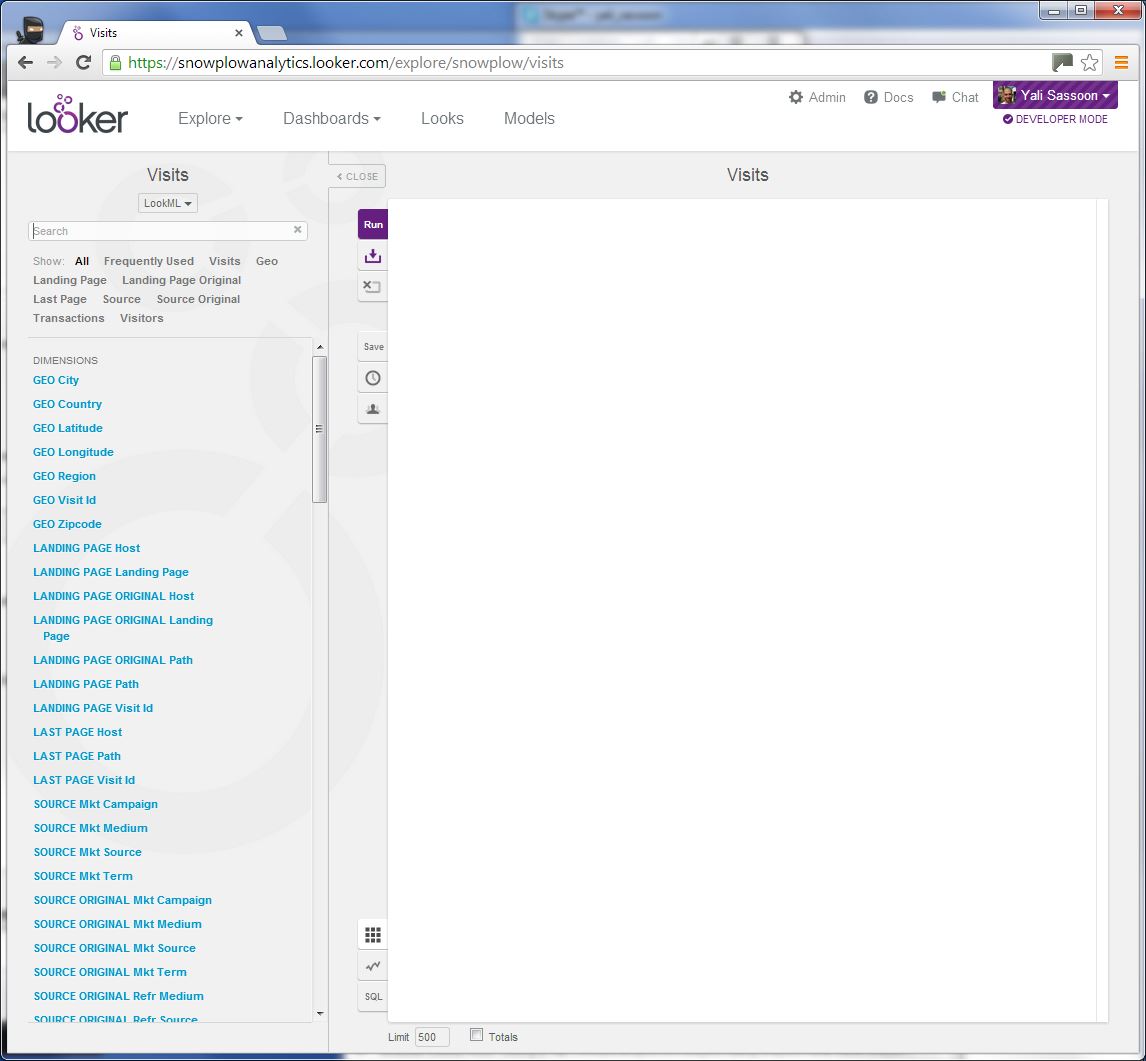 Visits
https://snowplowanalytics.looker.com/explore/snowplow/visits
looker
Explore
Dashboards
Looks
Models
Admin
Docs
Chat
Yali Sassoon
DEVELOPER MODE
Visits
LookML
Search
Show: All Frequently Used Visits Geo
Landing Page Landing Page Original
Last Page Source Source Original
Transactions Visitors
DIMENSIONS
GEO City
GEO Country
GEO Latitude
GEO Longitude
GEO Region
GEO Visit Id
GEO Zipcode
LANDING PAGE Host
LANDING PAGE Landing Page
LANDING PAGE ORIGINAL Host
LANDING PAGE ORIGINAL Landing
Page
LANDING PAGE ORIGINAL Path
LANDING PAGE Path
LANDING PAGE Visit Id
LAST PAGE Host
LAST PAGE Path
LAST PAGE Visit Id
SOURCE Mkt Campaign
SOURCE Mkt Medium
SOURCE Mkt Source
SOURCE Mkt Term
SOURCE ORIGINAL Mkt Campaign
SOURCE ORIGINAL Mkt Medium
SOURCE ORIGINAL Mkt Source
SOURCE ORIGINAL Mkt Term
SOURCE ORIGINAL Refr Medium
SOURCE ORIGINAL Refr Source
CLOSE
Visits
Run
Save
SQL
Limit 500 Totals